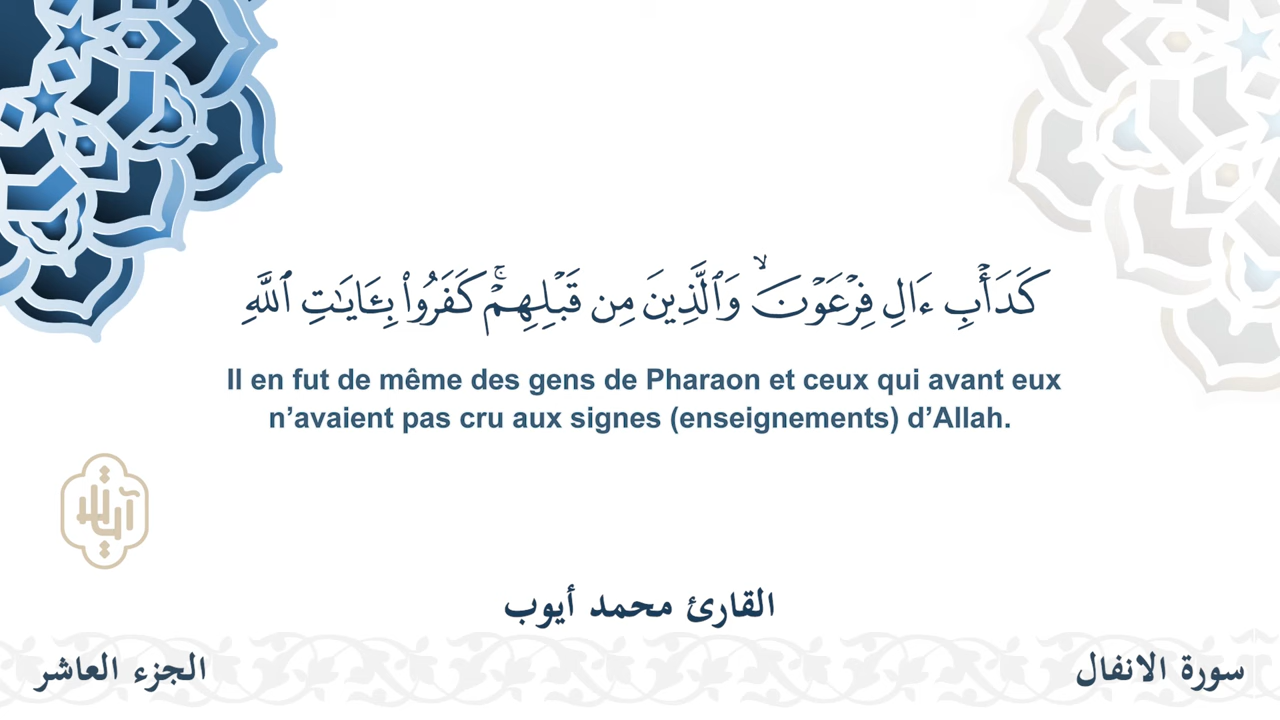 كَدَأْبِ ءَالِ فِرْعَوْنَ ۙ وَٱلَّذِينَ مِن قَبْلِهِمْ ۚ كَفَرُوا۟ بِـَٔايَـٰتِ ٱللَّهِ
Il en fut de même des gens de Pharaon et ceux qui avant eux
n’avaient pas cru aux signes (enseignements) d’Allah.
القارئ محمد أيوب
سورة الانفال
الجزء العاشر